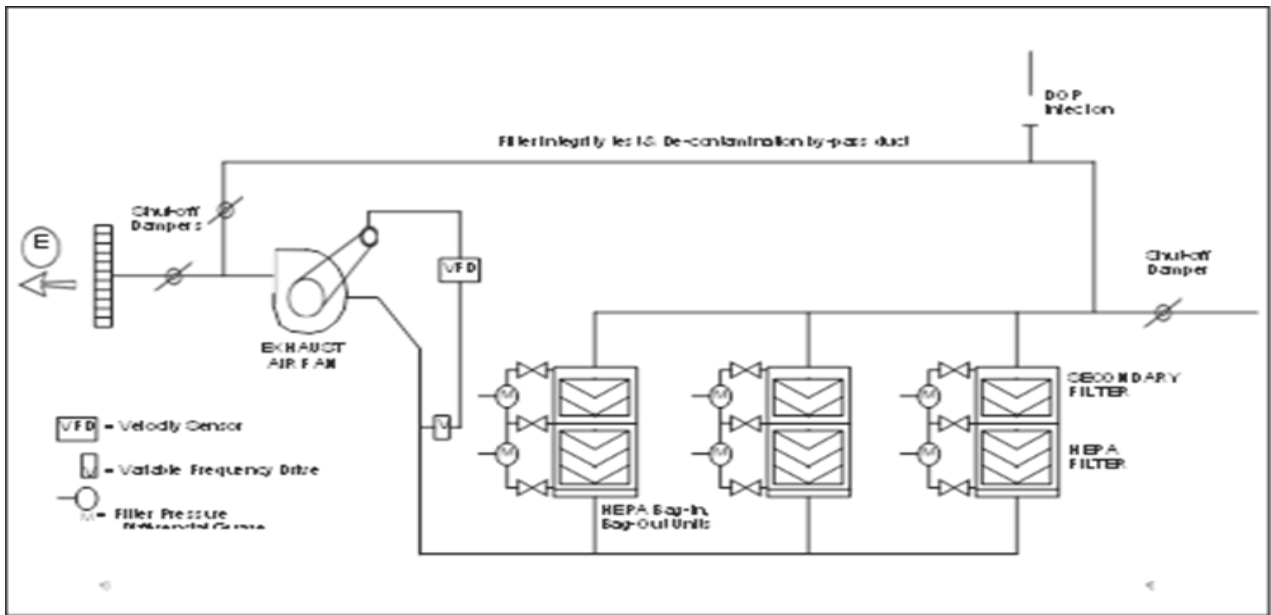 DOP
Injection
Filter integrity test & De-contamination by-pass duct
Shut-off
Dampers
E
VFD
Shut-off
Damper
EXHAUST
AIR FAN
M
M
M
SECONDARY
FILTER
VFD = Velocity Sensor
V
M
M
M
HEPA
FILTER
V = Variable Frequency Drive
HEPA Bag-In,
Bag-Out Units
M = Filter Pressure
Differential Gauge